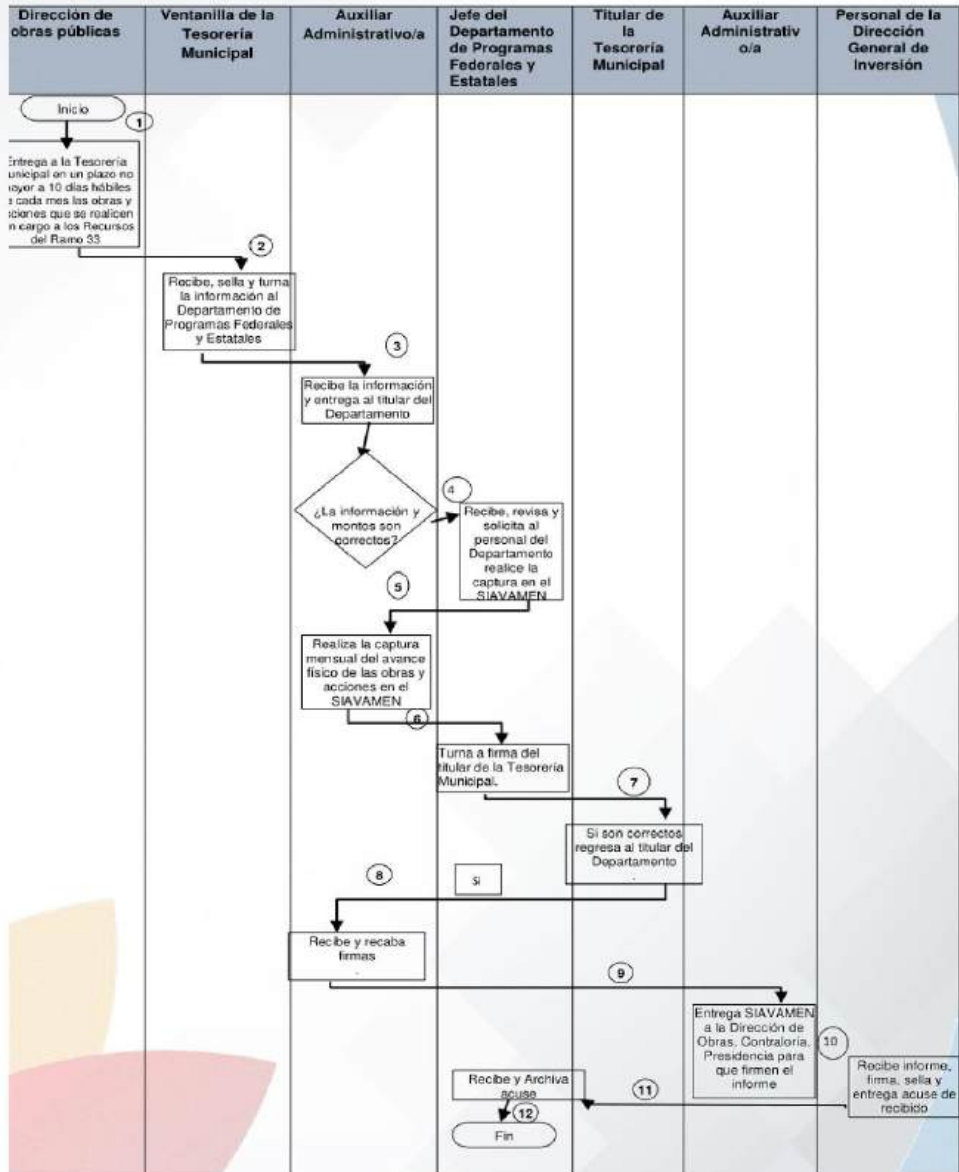 Dirección de
obras públicas
Ventanilla de la
Tesorería
Municipal
Auxiliar
Administrativo/a
Jefe del
Departamento
de Programas
Federales y
Estatales
Titular de
la
Tesorería
Municipal
Auxiliar
Administrativ
o/a
Personal de la
Dirección
General de
Inversión
Inicio
1
Entrega a la Tesorería
unicipal en un plazo no
ayor a 10 días hábiles
e cada mes las obras y
cciones que se realicen
n cargo a los Recursos
del Ramo 33
2
Recibe, sella y turna
la información al
Departamento de
Programas Federales
y Estatales
3
Recibe la información
y entrega al titular del
Departamento
¿La información y
montos son
correctos?
4
Recibe, revisa y
solicita al
personal del
Departamento
realice la
captura en el
SIAVAMEN
5
Realiza la captura
mensual del avance
físico de las obras y
acciones en el
SIAVAMEN
6
Turna a firma del
titular de la Tesorería
Municipal.
7
Si son correctos
regresa al titular del
Departamento
.
8
Si
Recibe y recaba
firmas
.
9
Entrega SIAVAMEN
a la Dirección de
Obras, Contraloría,
Presidencia para
que firmen el
informe
10
Recibe informe,
firma, sella y
entrega acuse de
recibido
11
Recibe y Archiva
acuse
12
Fin